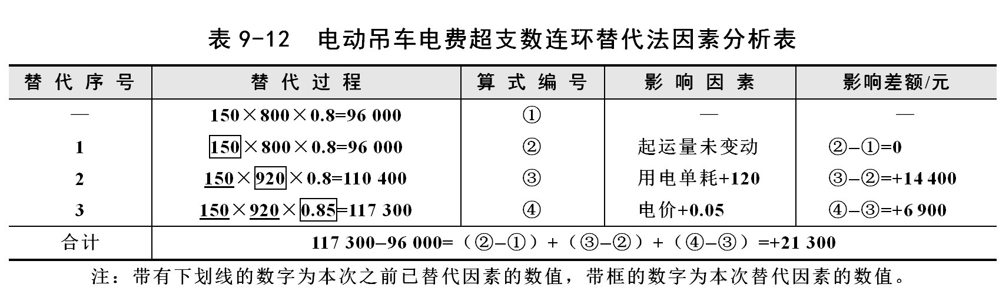 表 9-12 电动吊车电费超支数连环替代法因素分析表
替代序号 替代过程 算式编号 影响因素 影响差额/元
— 150×800×0.8=96 000 ① — —
1 150×800×0.8=96 000 ② 起运量未变动 ②–①=0
2 150×920×0.8=110 400 ③ 用电单耗+120 ③–②=+14 400
3 150×920×0.85=117 300 ④ 电价+0.05 ④–③=+6 900
合计 117 300–96 000=（②–①）+（③–②）+（④–③）=+21 300
注：带有下划线的数字为本次之前已替代因素的数值，带框的数字为本次替代因素的数值。